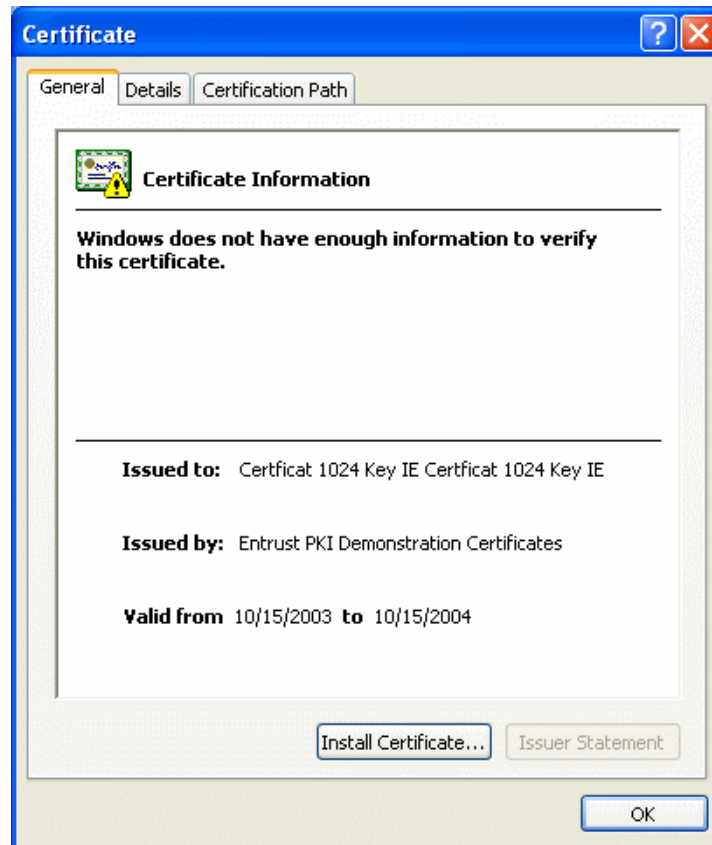 Certificate
General Details Certification Path
Certificate Information
Windows does not have enough information to verify
this certificate.
Issued to: Certficat 1024 Key IE Certficat 1024 Key IE
Issued by: Entrust PKI Demonstration Certificates
Valid from 10/15/2003 to 10/15/2004
Install Certificate... Issuer Statement
OK